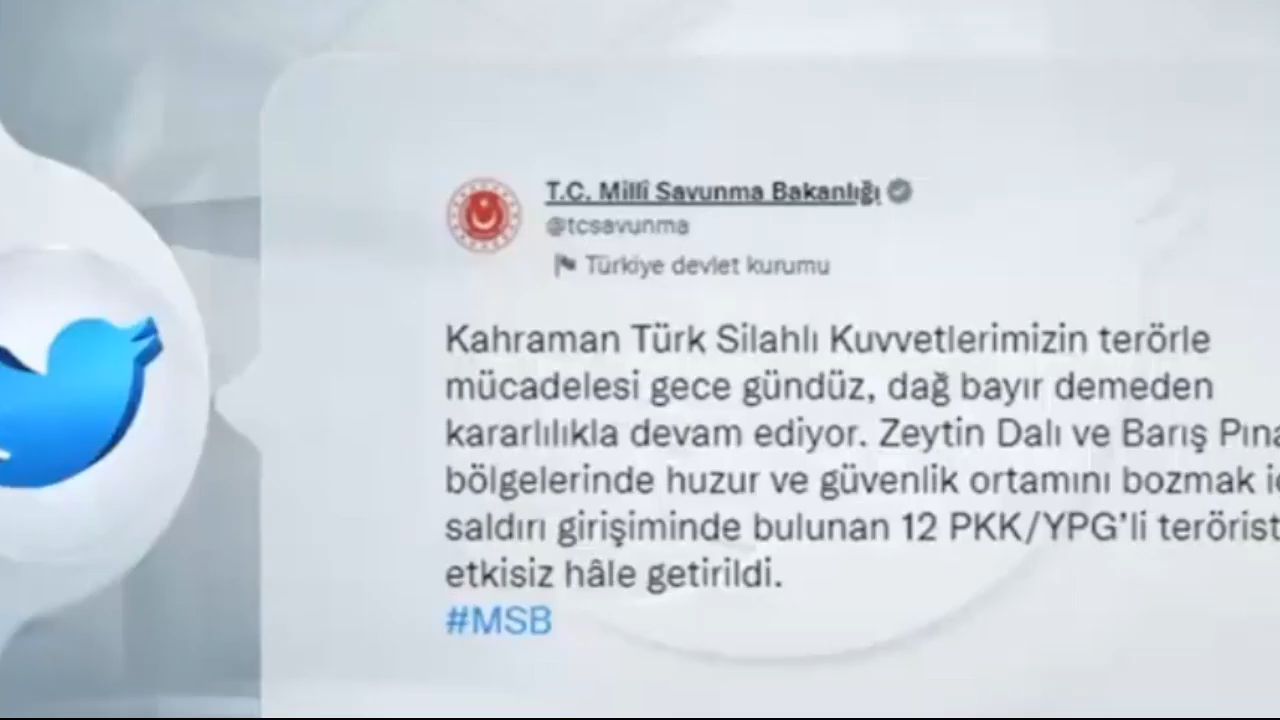 T.C. Millî Savunma Bakanlığı
@tcsavunma
Türkiye devlet kurumu
Kahraman Türk Silahlı Kuvvetlerimizin terörle
mücadelesi gece gündüz, dağ bayır demeden
kararlılıkla devam ediyor. Zeytin Dalı ve Barış
bölgelerinde huzur ve güvenlik ortamını bozmak
saldırı girişiminde bulunan 12 PKK/YPG'li terörist
etkisiz hâle getirildi.
#MSB